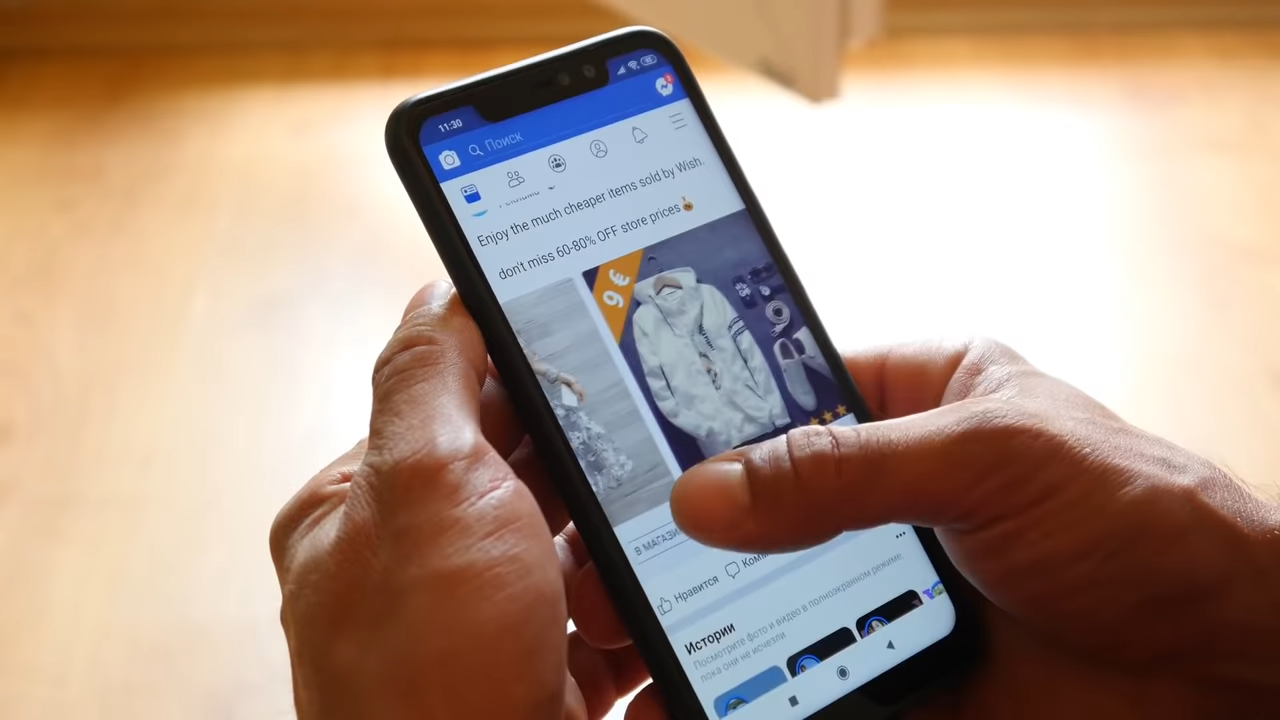 11:30
Поиск
Enjoy the much cheaper items sold by Wish.
don't miss 60-80% OFF store prices
9 €
В МАГАЗИ
Нравится
Комм
Истории
Посмотрите фото и видео в полноэкранном режиме,
пока они не исчезли